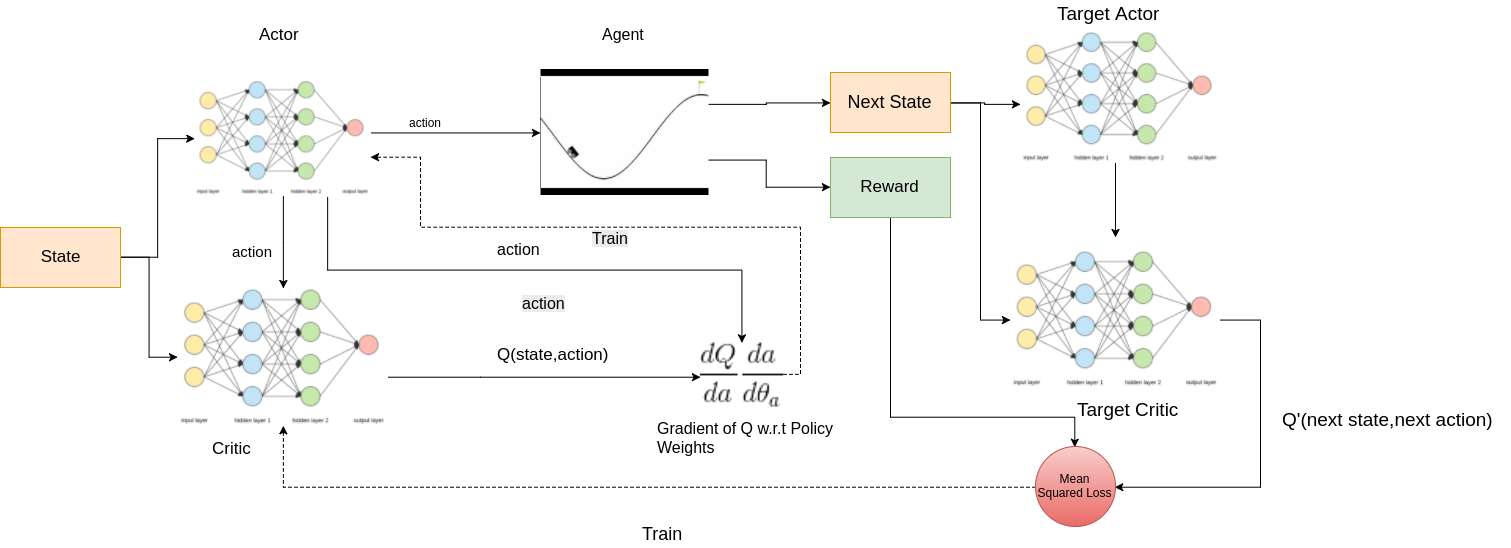 Target Actor
Actor
Agent
Next State
action
input layer
hidden layer 1
hidden layer 2
output layer
input layer
hidden layer 1
hidden layer 2
output layer
Reward
Train
action
action
State
action
Q(state,action)
dQ da
da dθₐ
input layer
hidden layer 1
hidden layer 2
output layer
input layer
hidden layer 1
hidden layer 2
output layer
Target Critic
Q'(next state,next action)
Gradient of Q w.r.t Policy
Weights
Critic
Mean
Squared Loss
Train